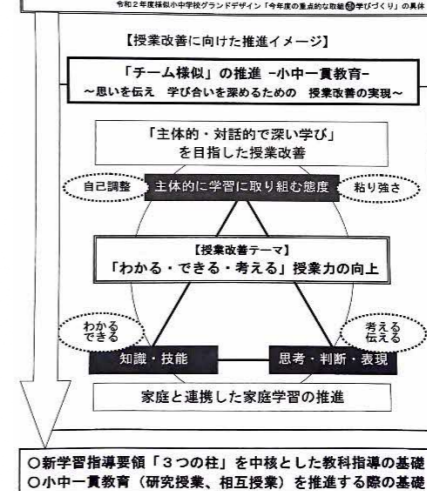 令和２年度様似小中学校グランドデザイン「今年度の重点的な取組㊿学びづくり」の具体
【授業改善に向けた推進イメージ】
「チーム様似」の推進 −小中一貫教育−
～思いを伝え　学び合いを深めるための　授業改善の実現～
「主体的・対話的で深い学び」
を目指した授業改善
自己調整
主体的に学習に取り組む態度
粘り強さ
【授業改善テーマ】
「わかる・できる・考える」授業力の向上
わかる
できる
考える
伝える
知識・技能
思考・判断・表現
家庭と連携した家庭学習の推進
○新学習指導要領「３つの柱」を中核とした教科指導の基礎
○小中一貫教育（研究授業、相互授業）を推進する際の基礎